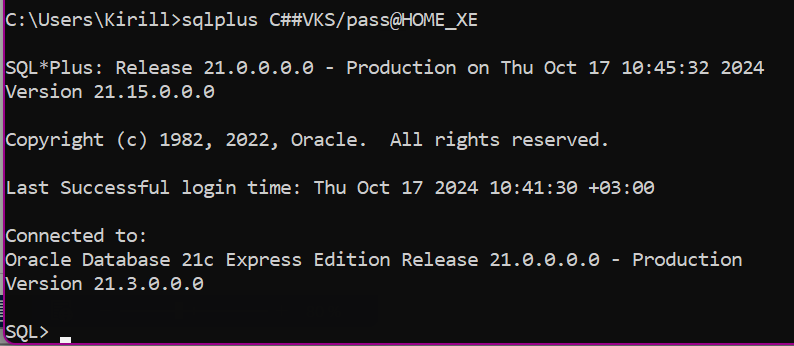 C:\Users\Kirill>sqlplus C##VKS/pass@HOME_XE
SQL*Plus: Release 21.0.0.0.0 - Production on Thu Oct 17 10:45:32 2024
Version 21.15.0.0.0
Copyright (c) 1982, 2022, Oracle.  All rights reserved.
Last Successful login time: Thu Oct 17 2024 10:41:30 +03:00
Connected to:
Oracle Database 21c Express Edition Release 21.0.0.0.0 - Production
Version 21.3.0.0.0
SQL>